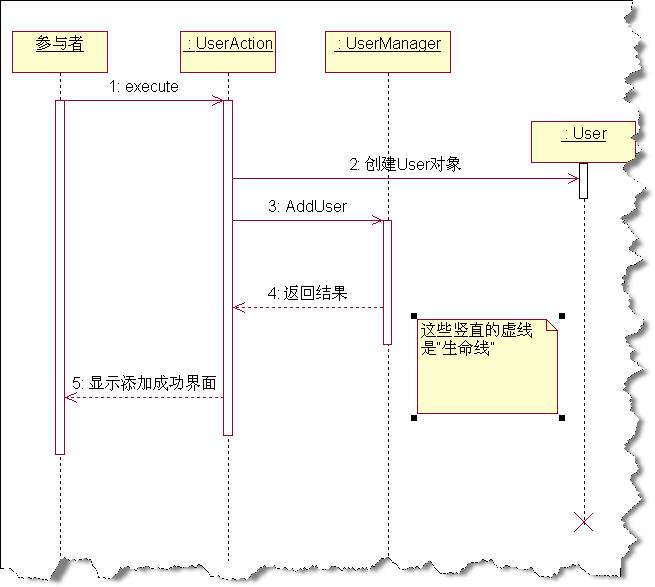 参与者
: UserAction
: UserManager
1: execute
: User
2: 创建User对象
3: AddUser
4: 返回结果
这些竖直的虚线
是"生命线"
5: 显示添加成功界面